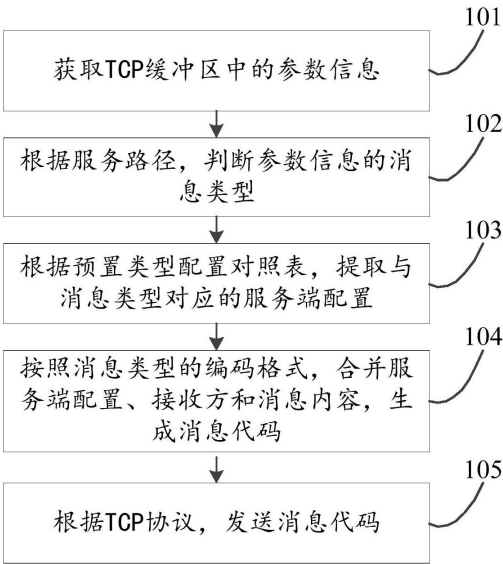 101
获取TCP缓冲区中的参数信息
102
根据服务路径，判断参数信息的消
息类型
103
根据预置类型配置对照表，提取与
消息类型对应的服务端配置
104
按照消息类型的编码格式，合并服
务端配置、接收方和消息内容，生
成消息代码
105
根据TCP协议，发送消息代码